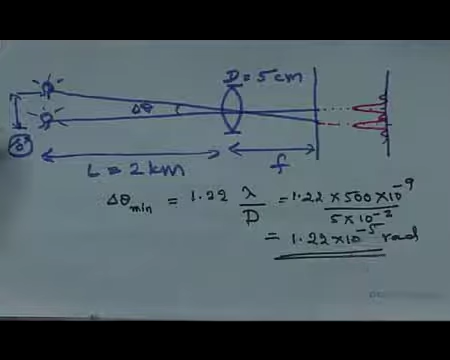 D = 5 cm
Δθ
L = 2 km
f
Δθmin = 1.22 λ/D = 1.22 × 500 × 10⁻⁹ / 5 × 10⁻²
= 1.22 × 10⁻⁵ rad